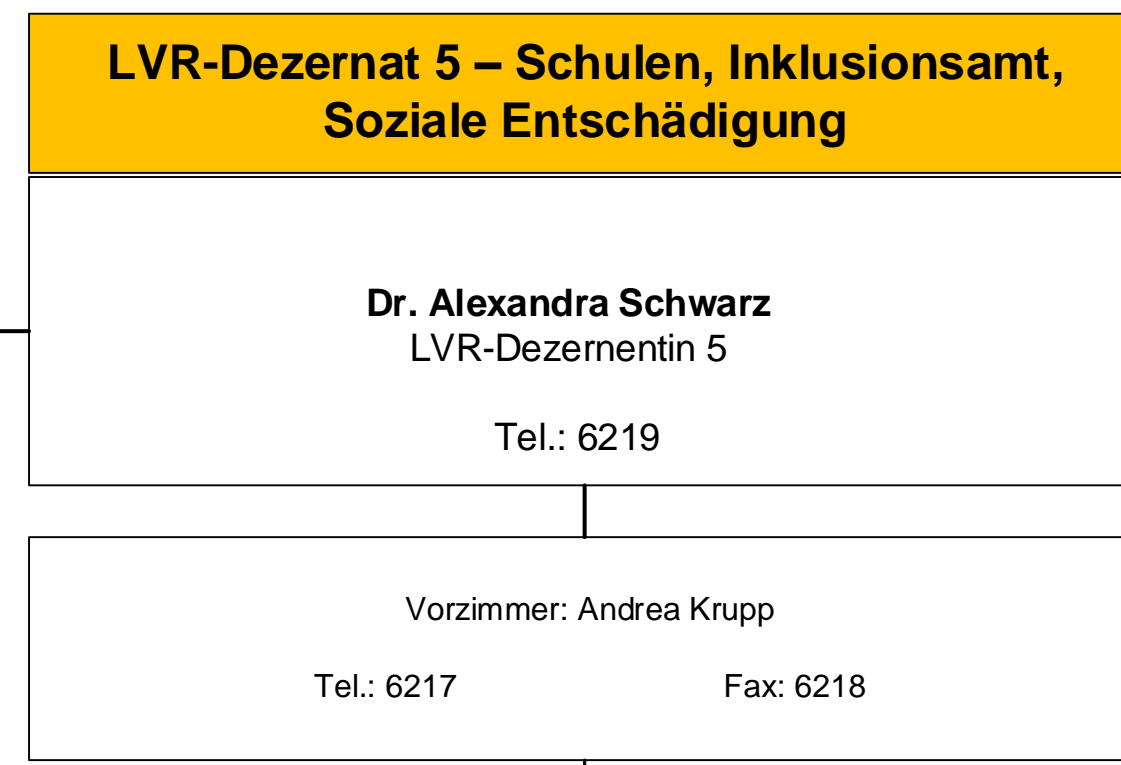 LVR-Dezernat 5 – Schulen, Inklusionsamt,
Soziale Entschädigung
Dr. Alexandra Schwarz
LVR-Dezernentin 5
Tel.: 6219
Vorzimmer: Andrea Krupp
Tel.: 6217 Fax: 6218